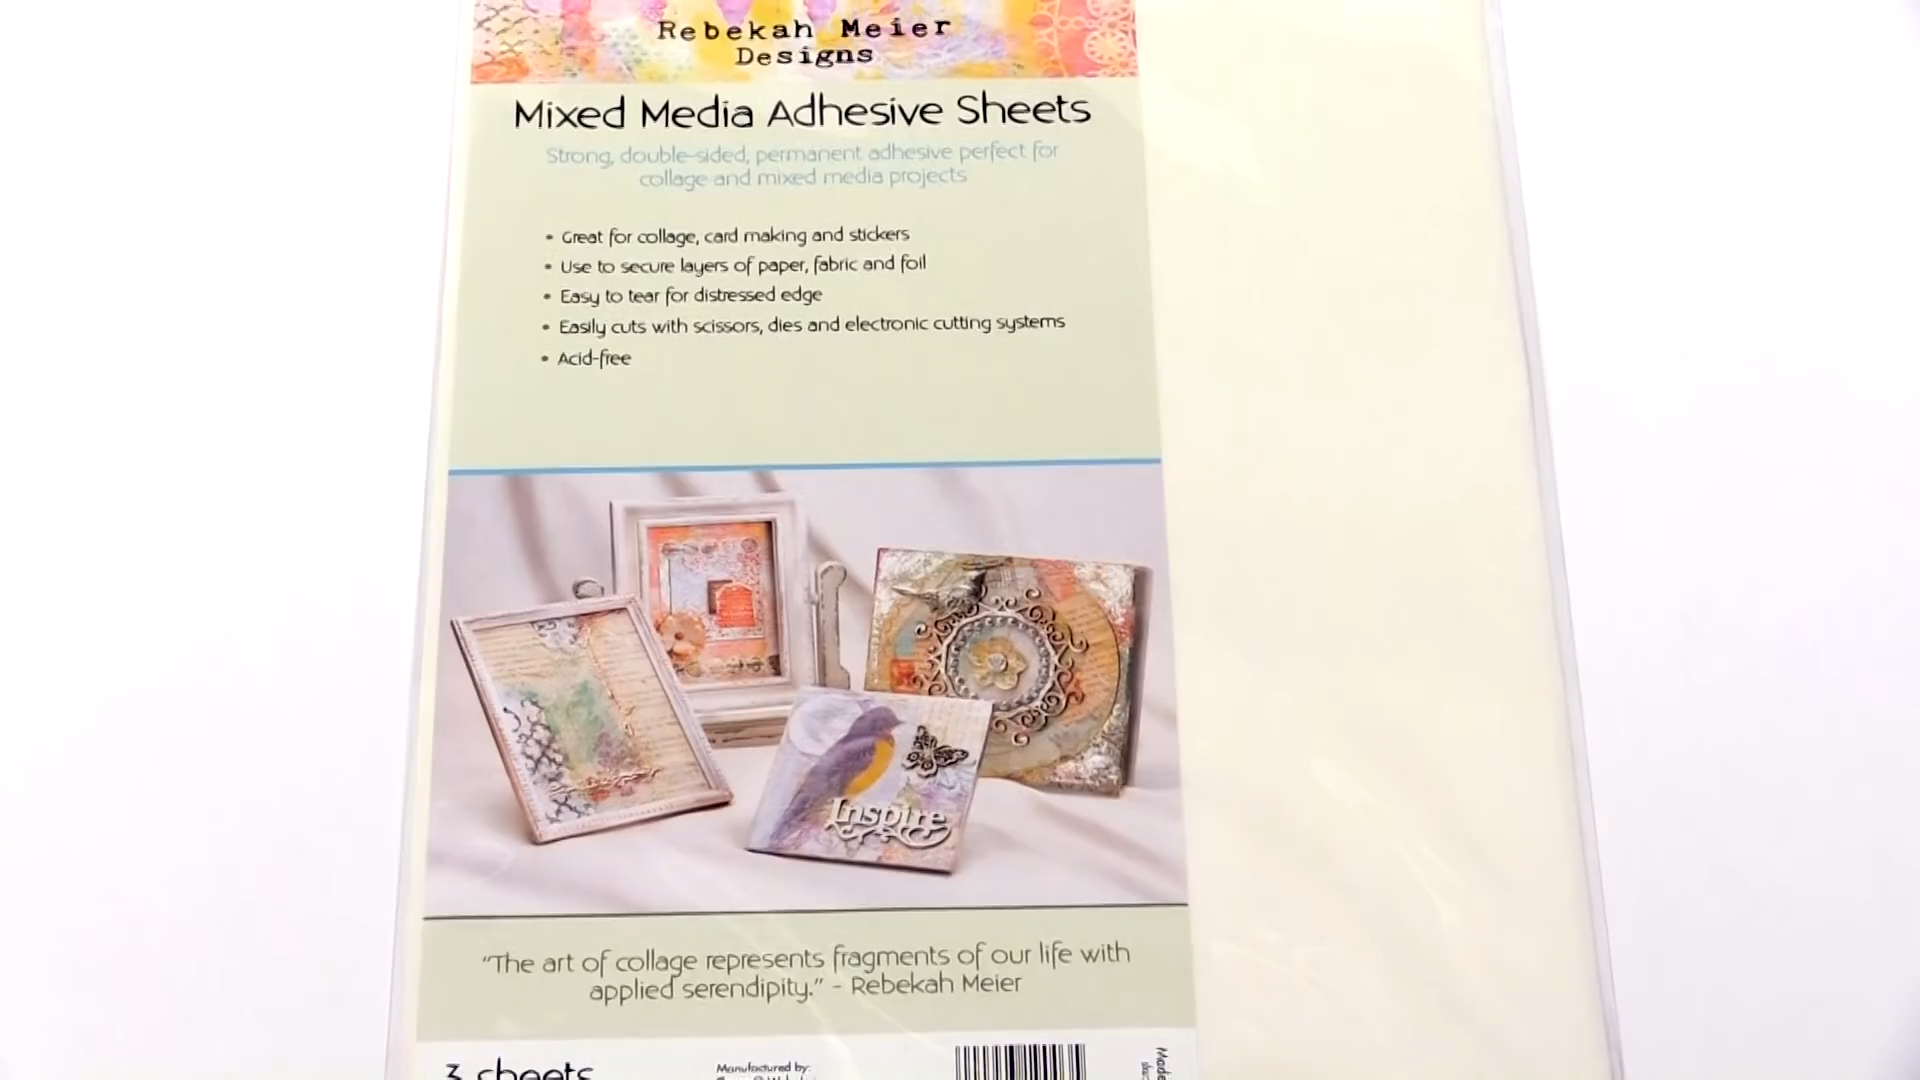 Rebekah Meier
Designs
Mixed Media Adhesive Sheets
Strong, double-sided, permanent adhesive perfect for
collage and mixed media projects
• Great for collage, card making and stickers
• Use to secure layers of paper, fabric and foil
• Easy to tear for distressed edge
• Easily cuts with scissors, dies and electronic cutting systems
• Acid-free
Inspire
"The art of collage represents fragments of our life with
applied serendipity." - Rebekah Meier
3 sheets
Manufactured by:
Made